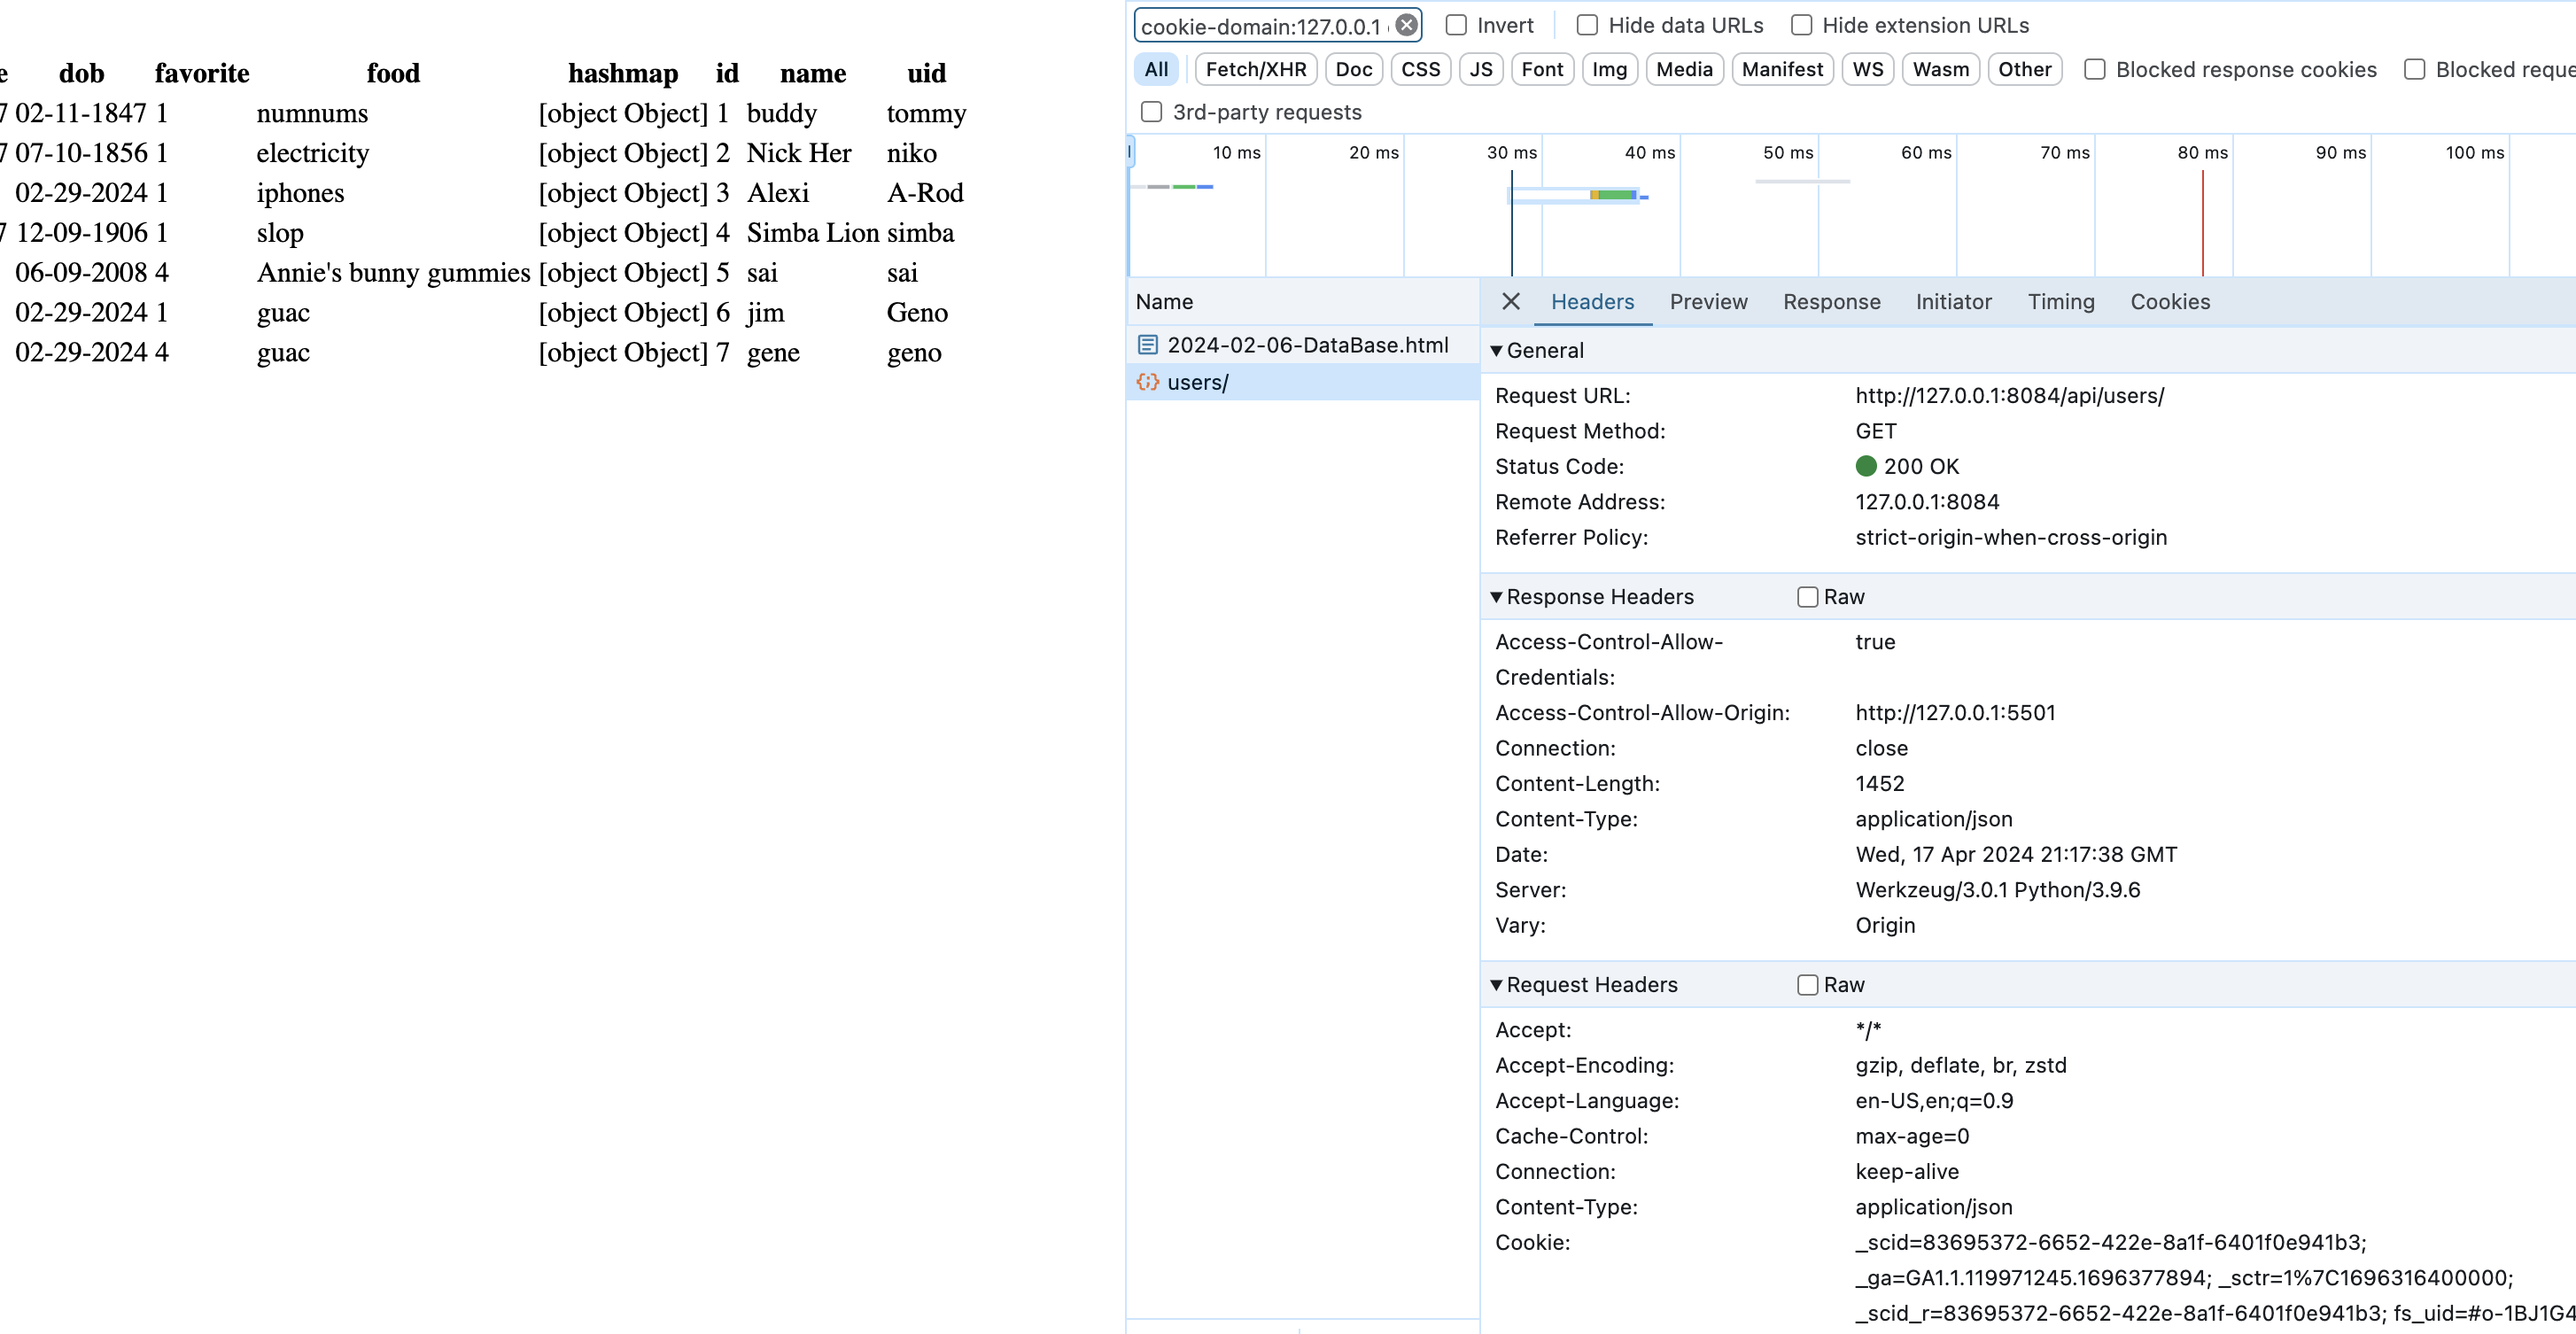 e dob favorite food hashmap id name uid
7 02-11-1847 1 numnums [object Object] 1 buddy tommy
7 07-10-1856 1 electricity [object Object] 2 Nick Her niko
02-29-2024 1 iphones [object Object] 3 Alexi A-Rod
7 12-09-1906 1 slop [object Object] 4 Simba Lion simba
06-09-2008 4 Annie's bunny gummies [object Object] 5 sai sai
02-29-2024 1 guac [object Object] 6 jim Geno
02-29-2024 4 guac [object Object] 7 gene geno
cookie-domain:127.0.0.1 Invert Hide data URLs Hide extension URLs
All Fetch/XHR Doc CSS JS Font Img Media Manifest WS Wasm Other Blocked response cookies Blocked reque
3rd-party requests
10 ms 20 ms 30 ms 40 ms 50 ms 60 ms 70 ms 80 ms 90 ms 100 ms
Name
2024-02-06-DataBase.html
users/
Headers Preview Response Initiator Timing Cookies
General
Request URL: http://127.0.0.1:8084/api/users/
Request Method: GET
Status Code: 200 OK
Remote Address: 127.0.0.1:8084
Referrer Policy: strict-origin-when-cross-origin
Response Headers Raw
Access-Control-Allow- true
Credentials:
Access-Control-Allow-Origin: http://127.0.0.1:5501
Connection: close
Content-Length: 1452
Content-Type: application/json
Date: Wed, 17 Apr 2024 21:17:38 GMT
Server: Werkzeug/3.0.1 Python/3.9.6
Vary: Origin
Request Headers Raw
Accept: */*
Accept-Encoding: gzip, deflate, br, zstd
Accept-Language: en-US,en;q=0.9
Cache-Control: max-age=0
Connection: keep-alive
Content-Type: application/json
Cookie: _scid=83695372-6652-422e-8a1f-6401f0e941b3;
_ga=GA1.1.119971245.1696377894; _sctr=1%7C1696316400000;
_scid_r=83695372-6652-422e-8a1f-6401f0e941b3; fs_uid=#o-1BJ1G4